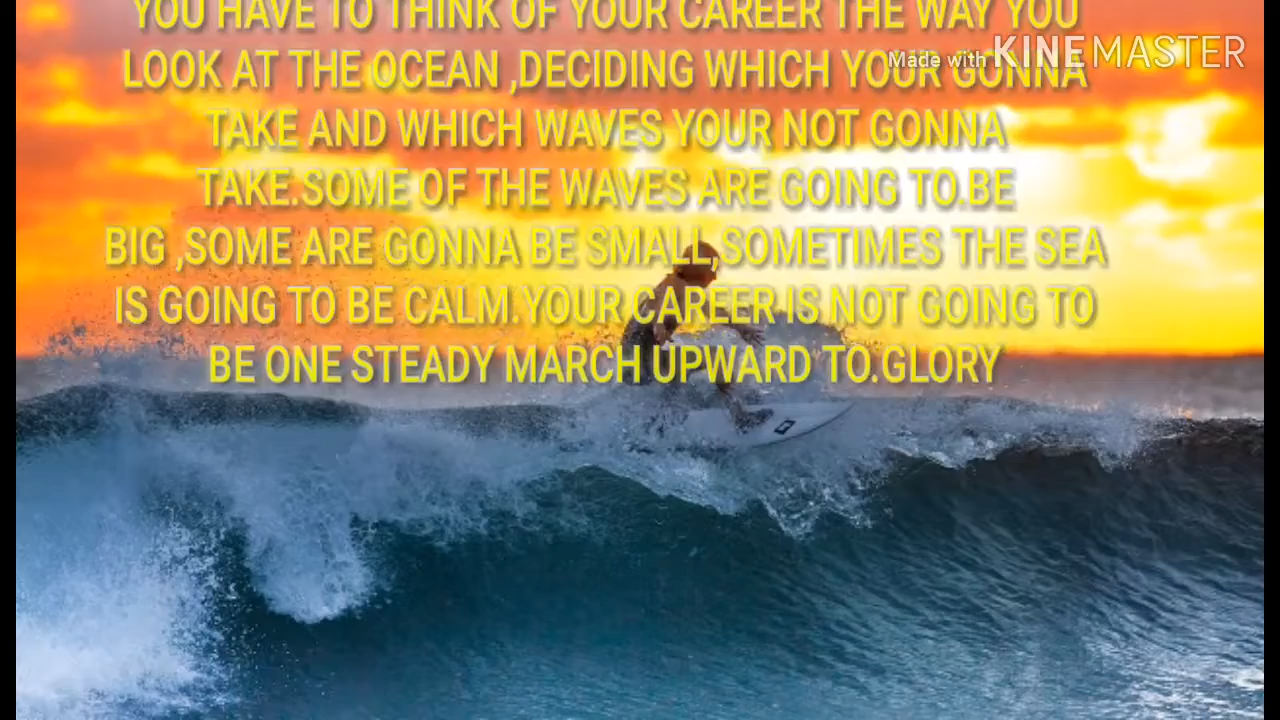 YOU HAVE TO THINK OF YOUR CAREER THE WAY YOU
Made with KINEMASTER
LOOK AT THE OCEAN ,DECIDING WHICH YOUR GONNA
TAKE AND WHICH WAVES YOUR NOT GONNA
TAKE.SOME OF THE WAVES ARE GOING TO.BE
BIG ,SOME ARE GONNA BE SMALL,SOMETIMES THE SEA
IS GOING TO BE CALM.YOUR CAREER IS NOT GOING TO
BE ONE STEADY MARCH UPWARD TO.GLORY